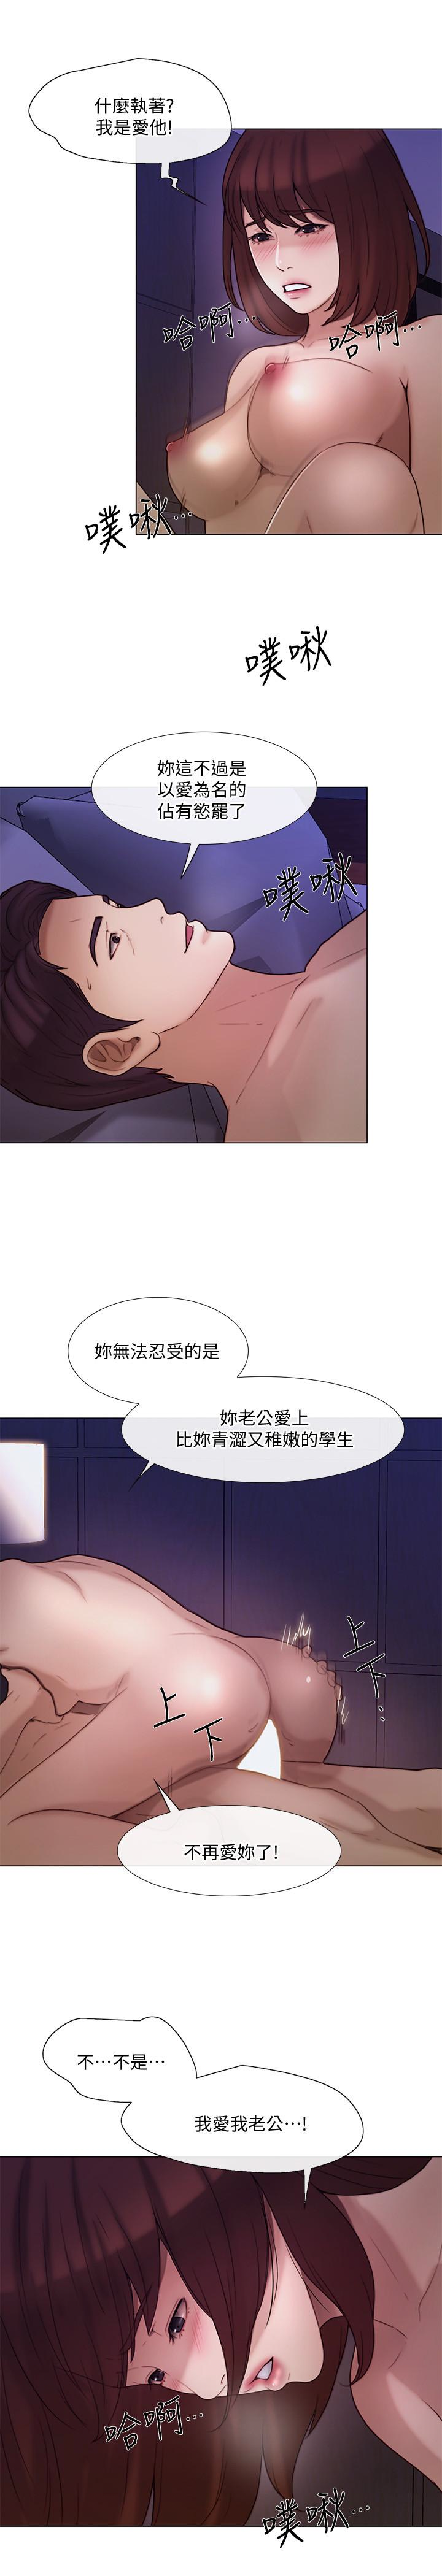 什麼執著?
我是愛他!
哈啊…
哈啊…
噗啾…
噗啾
妳這不過是
以愛為名的
佔有慾罷了
噗啾
妳無法忍受的是
妳老公愛上
比妳青澀又稚嫩的學生
上
下…
上
下
不再愛妳了!
不…不是…
我愛我老公…!
哈啊…
噗啾…